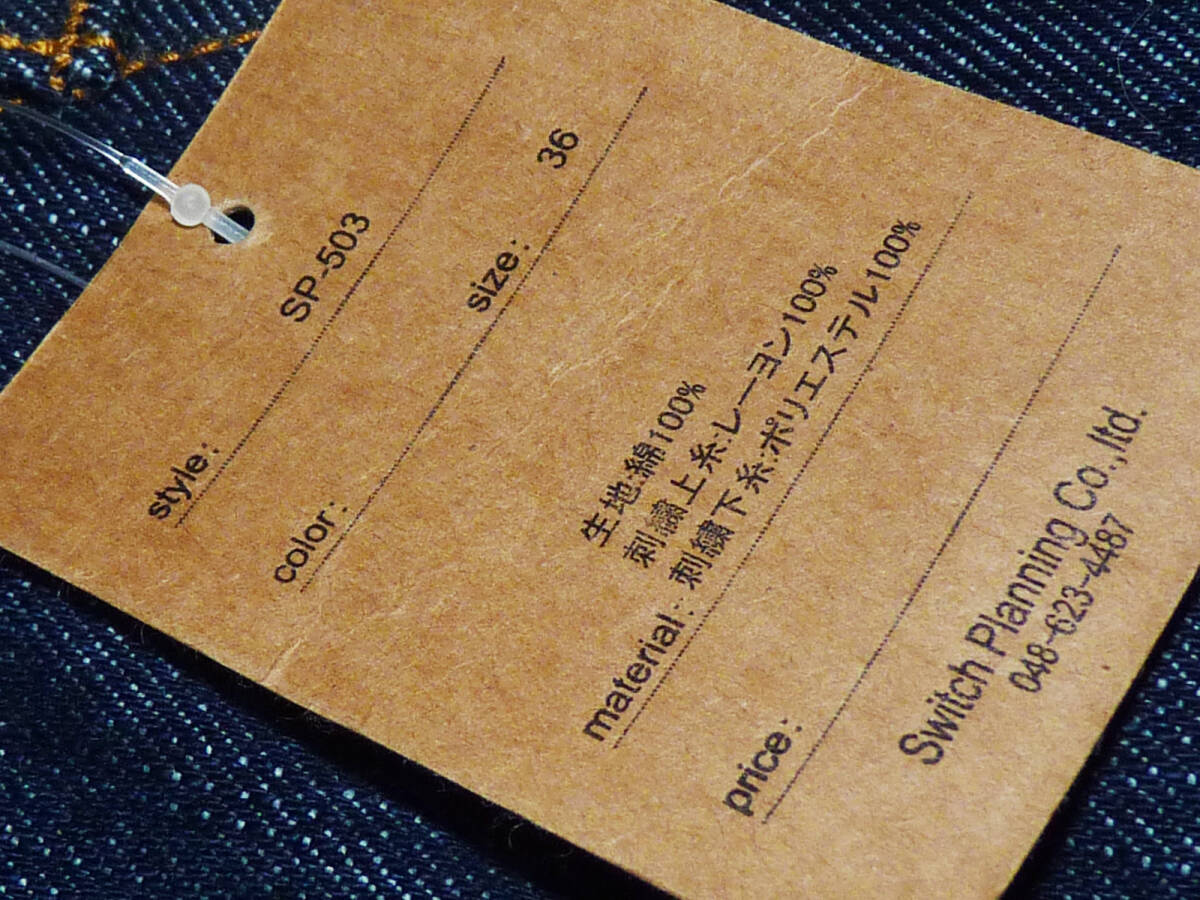 style: SP-503
color: size: 36
生地:綿100%
刺繍上糸:レーヨン100%
material: 刺繍下糸:ポリエステル100%
price:
Switch Planning Co.,ltd.
048-623-4487